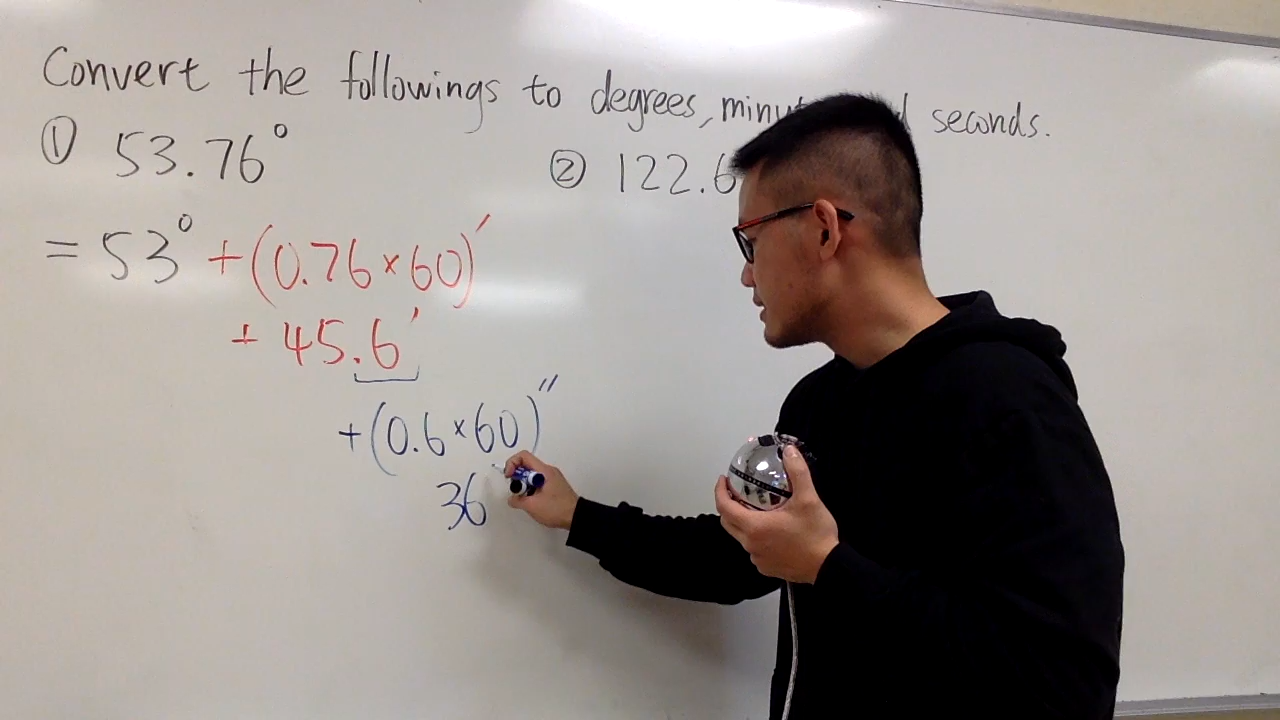 Convert the followings to degrees, seconds.
① 53.76°
② 122.6
= 53° + (0.76 × 60)′
+ 45.6′
+ (0.6 × 60)″
36